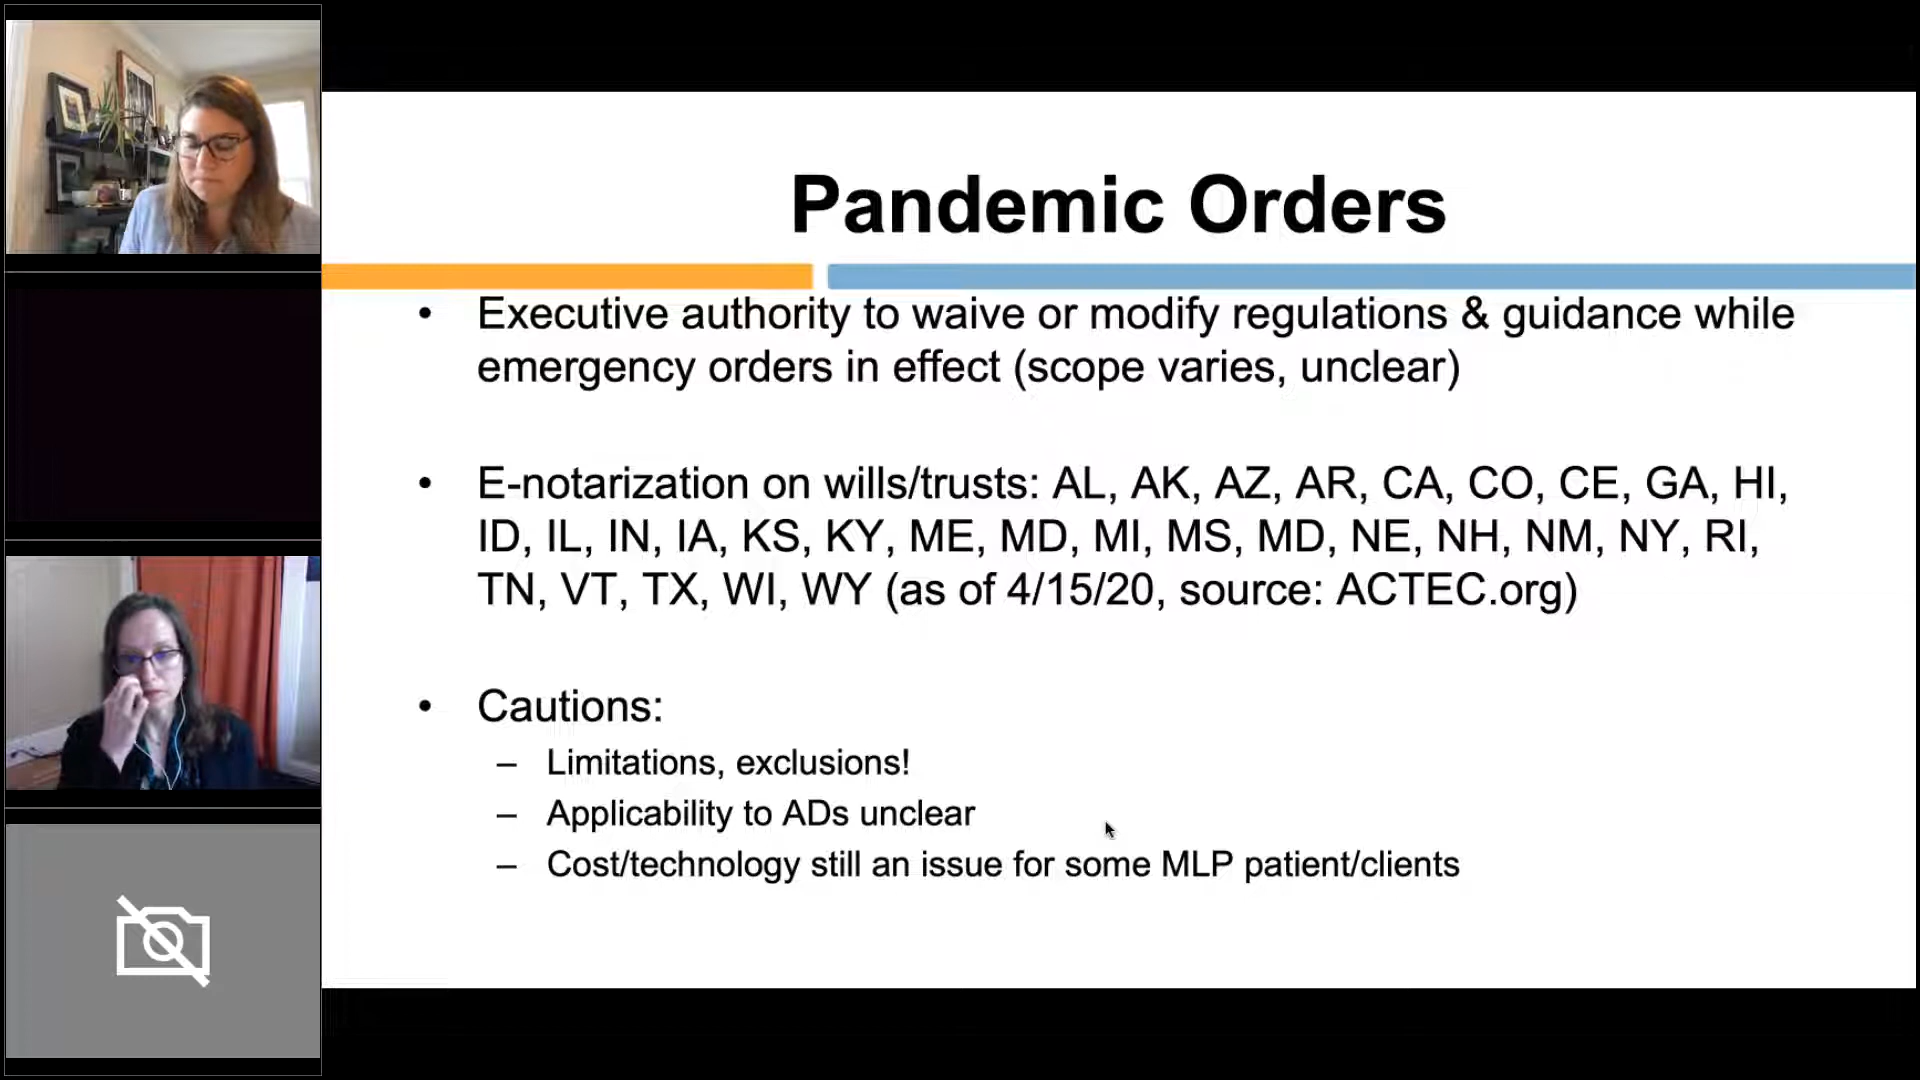 Pandemic Orders
• Executive authority to waive or modify regulations & guidance while
emergency orders in effect (scope varies, unclear)
• E-notarization on wills/trusts: AL, AK, AZ, AR, CA, CO, CE, GA, HI,
ID, IL, IN, IA, KS, KY, ME, MD, MI, MS, MD, NE, NH, NM, NY, RI,
TN, VT, TX, WI, WY (as of 4/15/20, source: ACTEC.org)
• Cautions:
– Limitations, exclusions!
– Applicability to ADs unclear
– Cost/technology still an issue for some MLP patient/clients